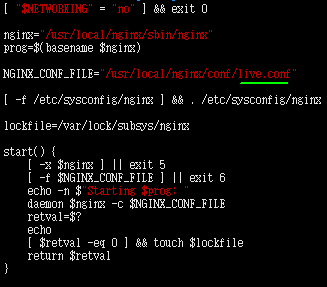 [ "$NETWORKING" = "no" ] && exit 0
nginx="/usr/local/nginx/sbin/nginx"
prog=$(basename $nginx)
NGINX_CONF_FILE="/usr/local/nginx/conf/live.conf"
[ -f /etc/sysconfig/nginx ] && . /etc/sysconfig/nginx
lockfile=/var/lock/subsys/nginx
start() {
[ -x $nginx ] || exit 5
[ -f $NGINX_CONF_FILE ] || exit 6
echo -n $"Starting $prog: "
daemon $nginx -c $NGINX_CONF_FILE
retval=$?
echo
[ $retval -eq 0 ] && touch $lockfile
return $retval
}